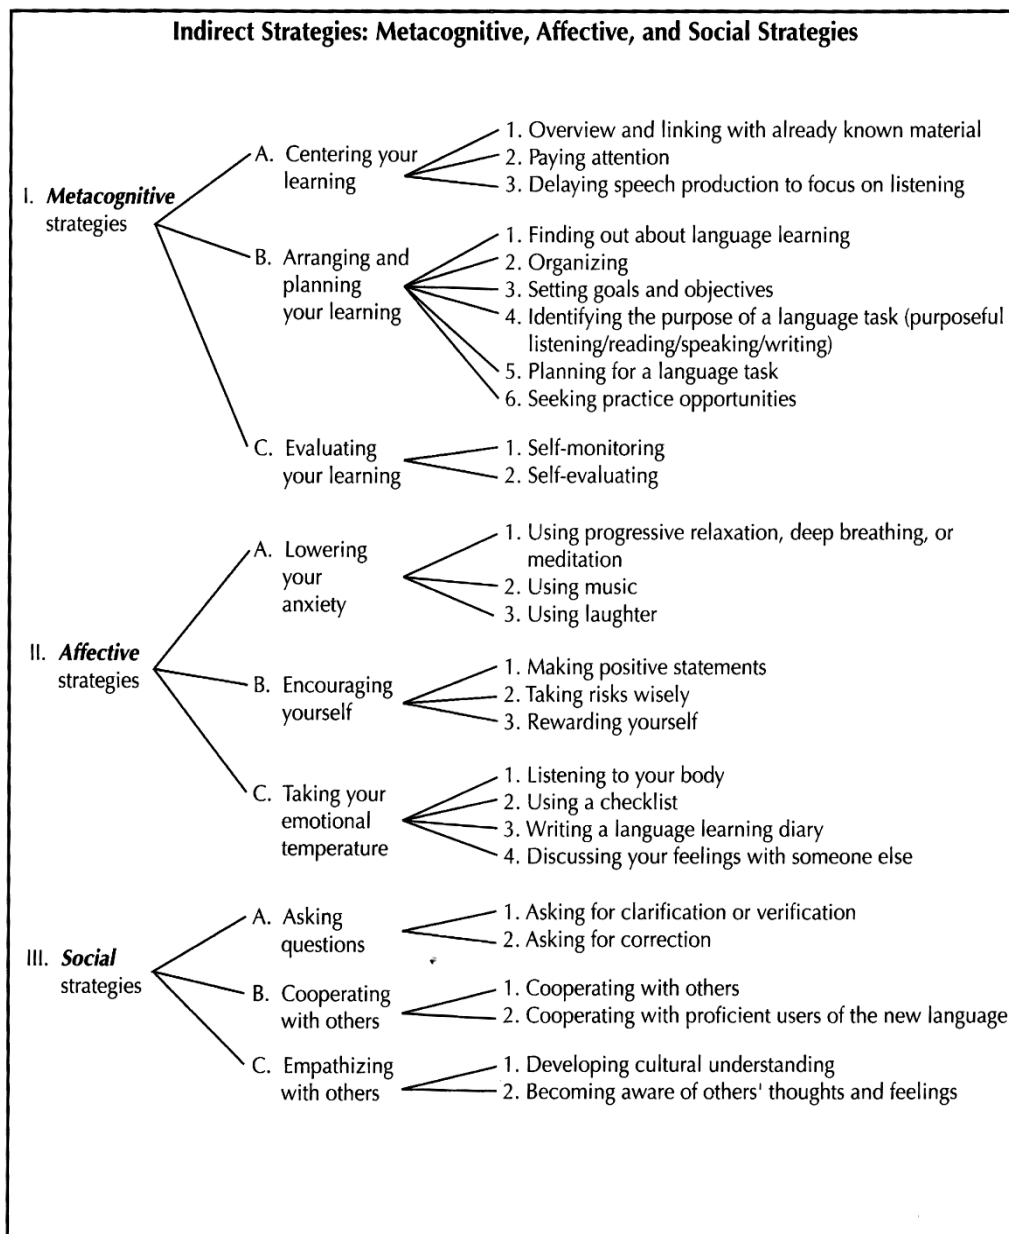 Indirect Strategies: Metacognitive, Affective, and Social Strategies
I. Metacognitive
strategies
A. Centering your
learning
1. Overview and linking with already known material
2. Paying attention
3. Delaying speech production to focus on listening
B. Arranging and
planning
your learning
1. Finding out about language learning
2. Organizing
3. Setting goals and objectives
4. Identifying the purpose of a language task (purposeful
listening/reading/speaking/writing)
5. Planning for a language task
6. Seeking practice opportunities
C. Evaluating
your learning
1. Self-monitoring
2. Self-evaluating
II. Affective
strategies
A. Lowering
your
anxiety
1. Using progressive relaxation, deep breathing, or
meditation
2. Using music
3. Using laughter
B. Encouraging
yourself
1. Making positive statements
2. Taking risks wisely
3. Rewarding yourself
C. Taking your
emotional
temperature
1. Listening to your body
2. Using a checklist
3. Writing a language learning diary
4. Discussing your feelings with someone else
III. Social
strategies
A. Asking
questions
1. Asking for clarification or verification
2. Asking for correction
B. Cooperating
with others
1. Cooperating with others
2. Cooperating with proficient users of the new language
C. Empathizing
with others
1. Developing cultural understanding
2. Becoming aware of others' thoughts and feelings